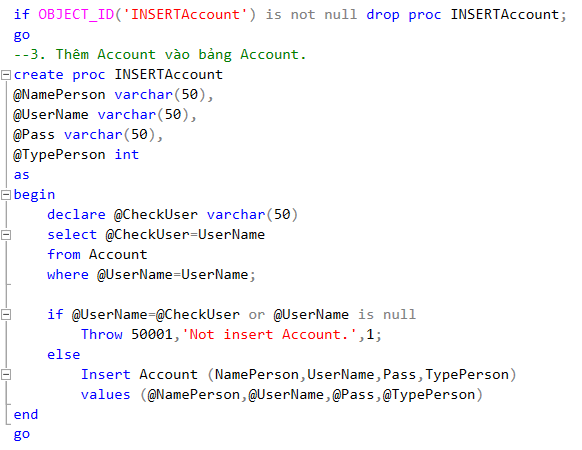 if OBJECT_ID('INSERTAccount') is not null drop proc INSERTAccount;
go
--3. Thêm Account vào bảng Account.
create proc INSERTAccount
@NamePerson varchar(50),
@UserName varchar(50),
@Pass varchar(50),
@TypePerson int
as
begin
    declare @CheckUser varchar(50)
    select @CheckUser=UserName
    from Account
    where @UserName=UserName;

    if @UserName=@CheckUser or @UserName is null
        Throw 50001,'Not insert Account.',1;
    else
        Insert Account (NamePerson,UserName,Pass,TypePerson)
        values (@NamePerson,@UserName,@Pass,@TypePerson)
end
go